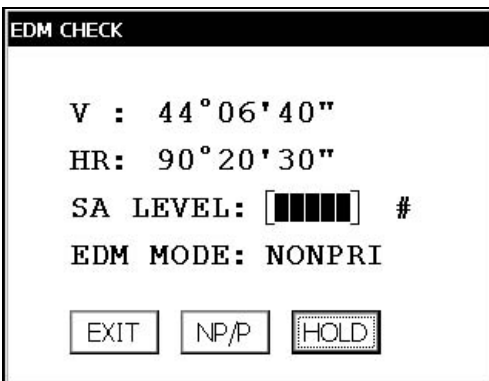 EDM CHECK
V : 44°06'40"
HR: 90°20'30"
SA LEVEL: [█████] #
EDM MODE: NONPRI
EXIT NP/P HOLD